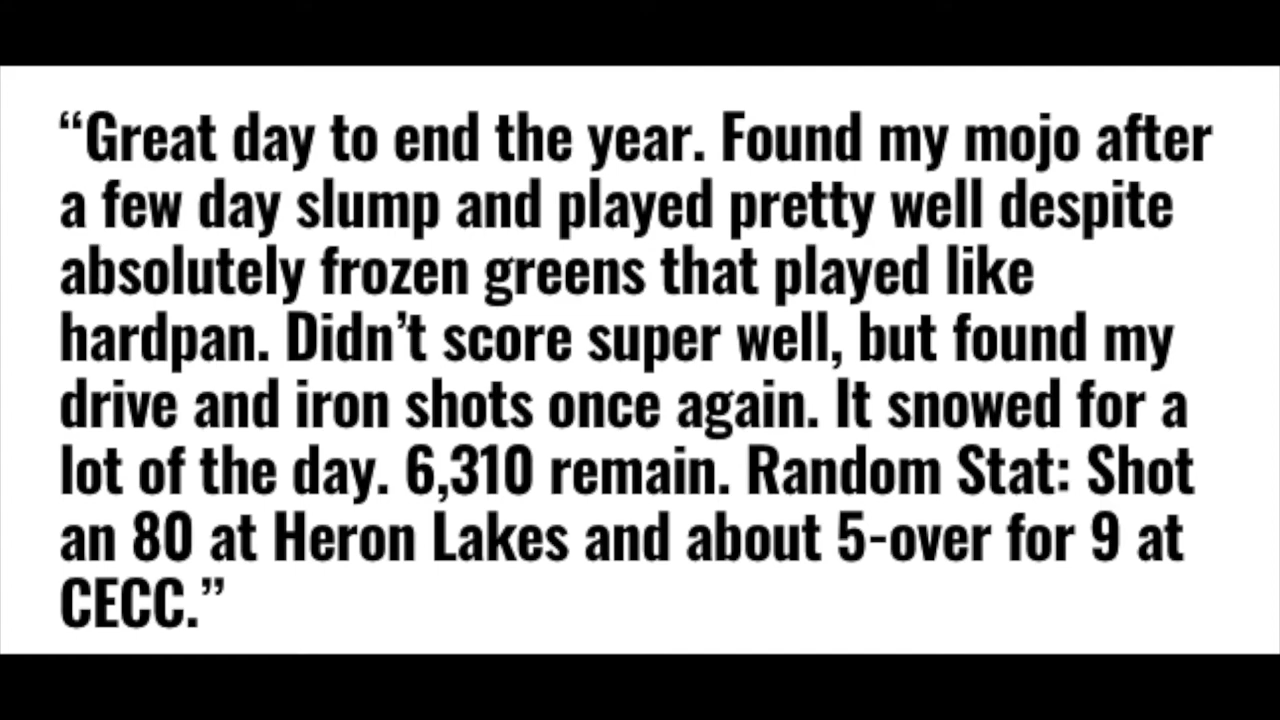 “Great day to end the year. Found my mojo after
a few day slump and played pretty well despite
absolutely frozen greens that played like
hardpan. Didn’t score super well, but found my
drive and iron shots once again. It snowed for a
lot of the day. 6,310 remain. Random Stat: Shot
an 80 at Heron Lakes and about 5-over for 9 at
CECC.”